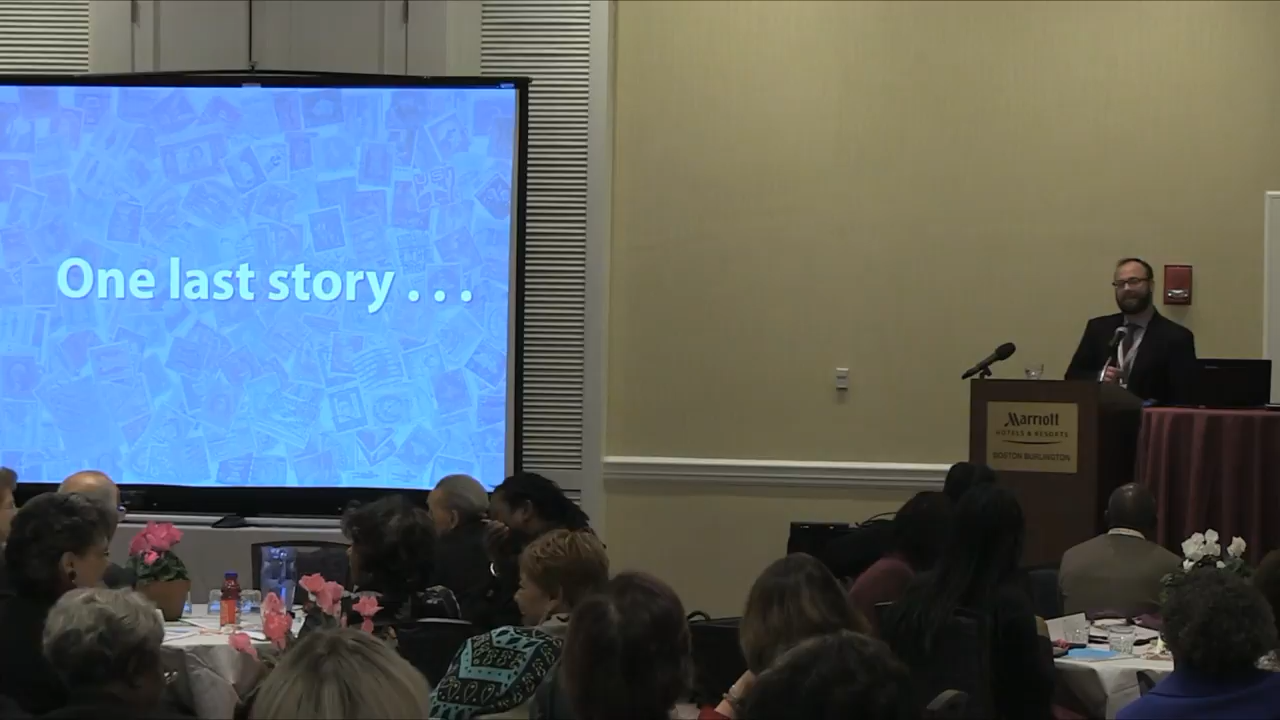 One last story . . .
Marriott
HOTELS & RESORTS
BOSTON BURLINGTON